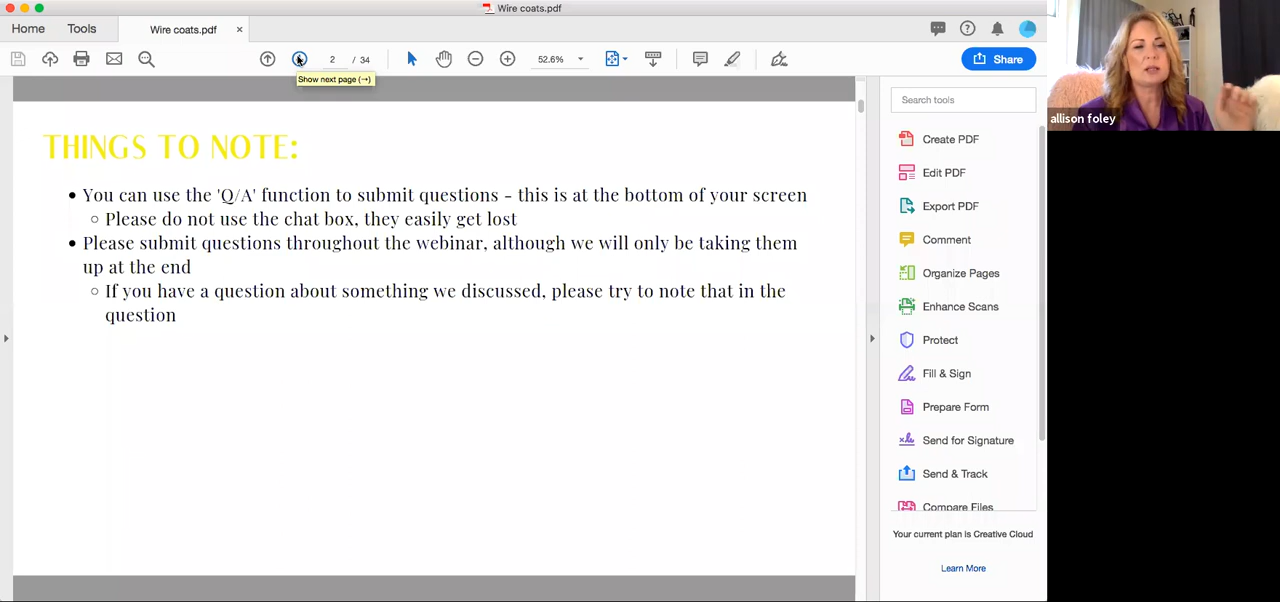 Wire coats.pdf
Home
Tools
Wire coats.pdf
2 / 34
52.6%
Share
Show next page (→)
allison foley
THINGS TO NOTE:
• You can use the 'Q/A' function to submit questions - this is at the bottom of your screen
○ Please do not use the chat box, they easily get lost
• Please submit questions throughout the webinar, although we will only be taking them
up at the end
○ If you have a question about something we discussed, please try to note that in the
question
Search tools
Create PDF
Edit PDF
Export PDF
Comment
Organize Pages
Enhance Scans
Protect
Fill & Sign
Prepare Form
Send for Signature
Send & Track
Compare Files
Your current plan is Creative Cloud
Learn More